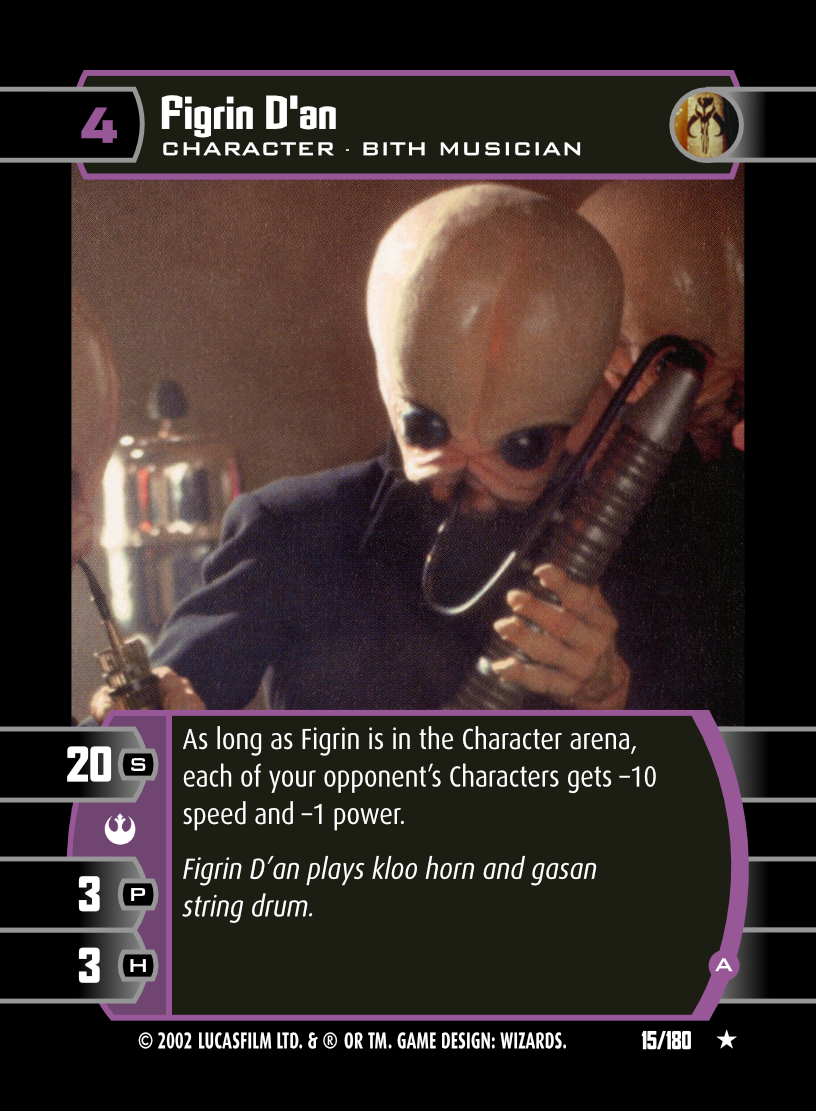 4
Figrin D'an
CHARACTER · BITH MUSICIAN
20 S
3 P
3 H
As long as Figrin is in the Character arena,
each of your opponent’s Characters gets –10
speed and –1 power.
Figrin D’an plays kloo horn and gasan
string drum.
A
© 2002 LUCASFILM LTD. & ® OR TM. GAME DESIGN: WIZARDS.
15/180 ★